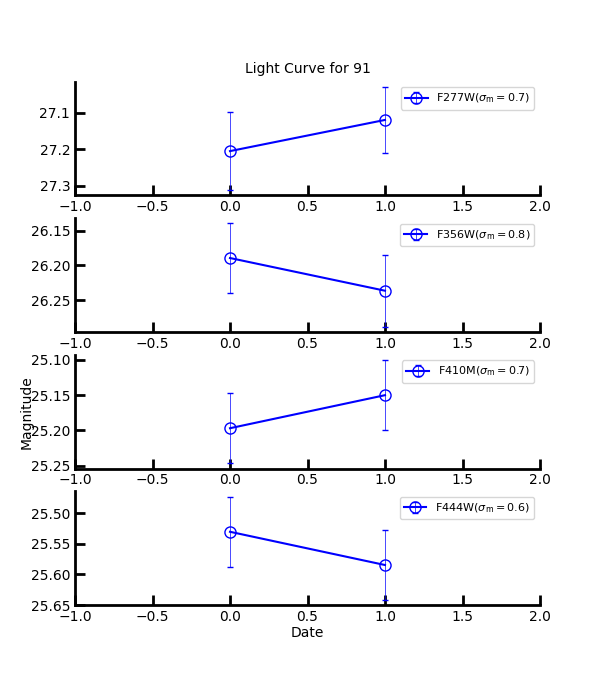 Light Curve for 91
F277W(σm = 0.7)
27.1
27.2
27.3
−1.0 −0.5 0.0 0.5 1.0 1.5 2.0
F356W(σm = 0.8)
26.15
26.20
26.25
−1.0 −0.5 0.0 0.5 1.0 1.5 2.0
F410M(σm = 0.7)
25.10
25.15
25.20
25.25
−1.0 −0.5 0.0 0.5 1.0 1.5 2.0
Magnitude
F444W(σm = 0.6)
25.50
25.55
25.60
25.65
−1.0 −0.5 0.0 0.5 1.0 1.5 2.0
Date